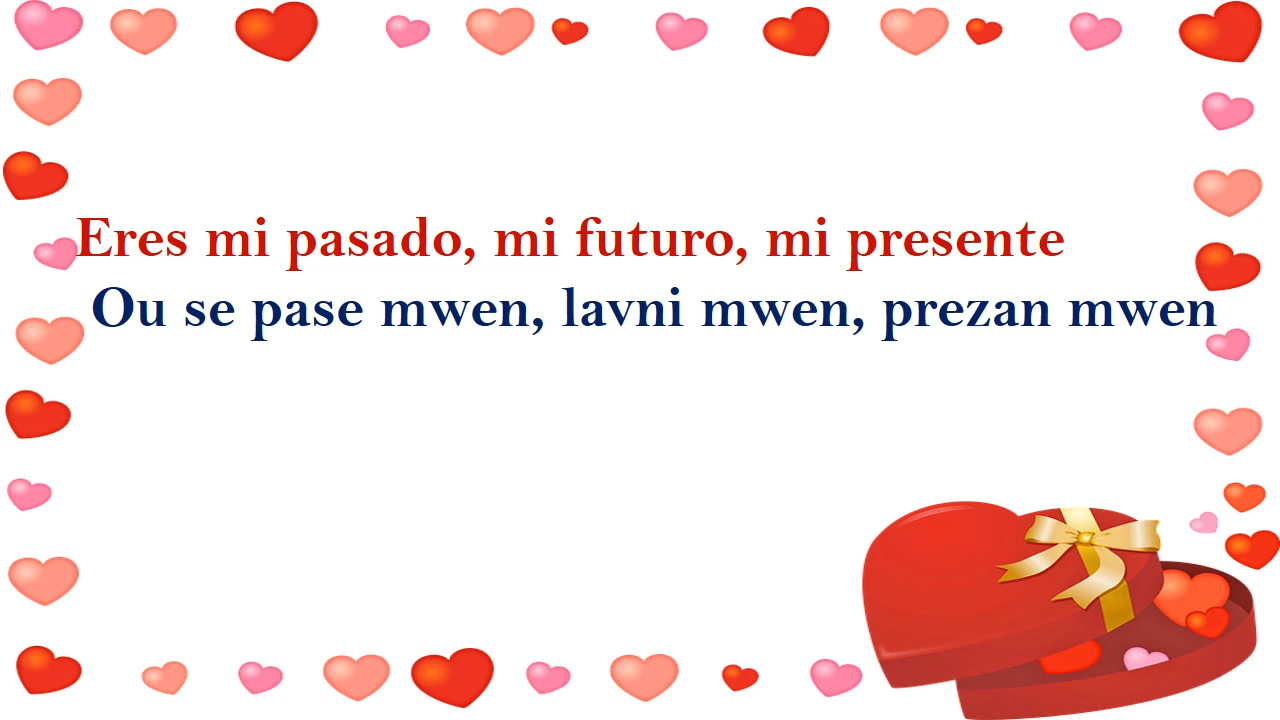 Eres mi pasado, mi futuro, mi presente
Ou se pase mwen, lavni mwen, prezan mwen